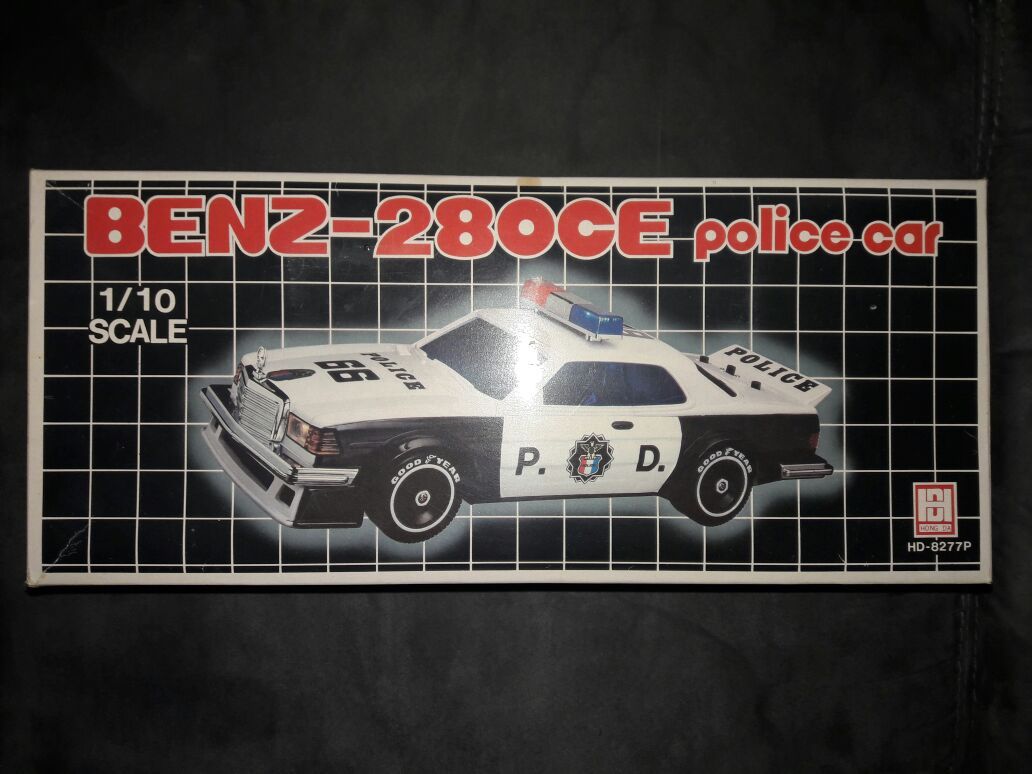 BENZ-280CE police car
1/10
SCALE
POLICE
66
POLICE
P. D.
GOOD YEAR
GOOD YEAR
HONG DA
HD-8277P